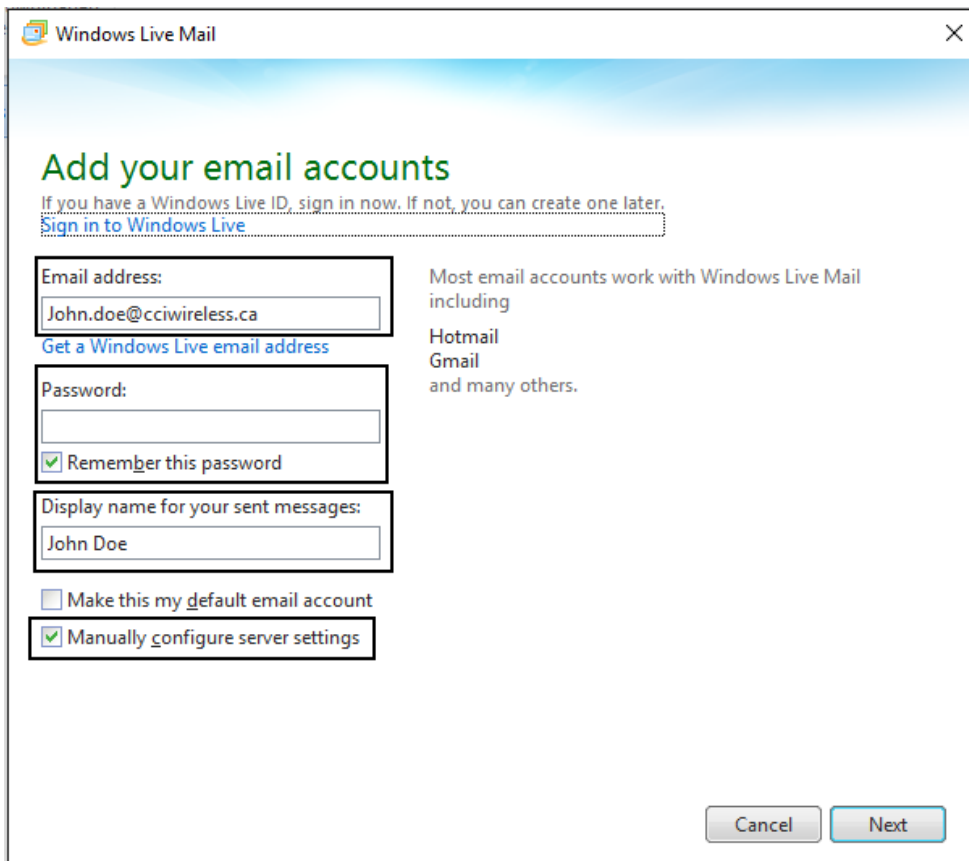 Windows Live Mail
Add your email accounts
If you have a Windows Live ID, sign in now. If not, you can create one later.
Sign in to Windows Live
Email address:
John.doe@cciwireless.ca
Get a Windows Live email address
Password:
Remember this password
Display name for your sent messages:
John Doe
Make this my default email account
Manually configure server settings
Most email accounts work with Windows Live Mail
including
Hotmail
Gmail
and many others.
Cancel
Next